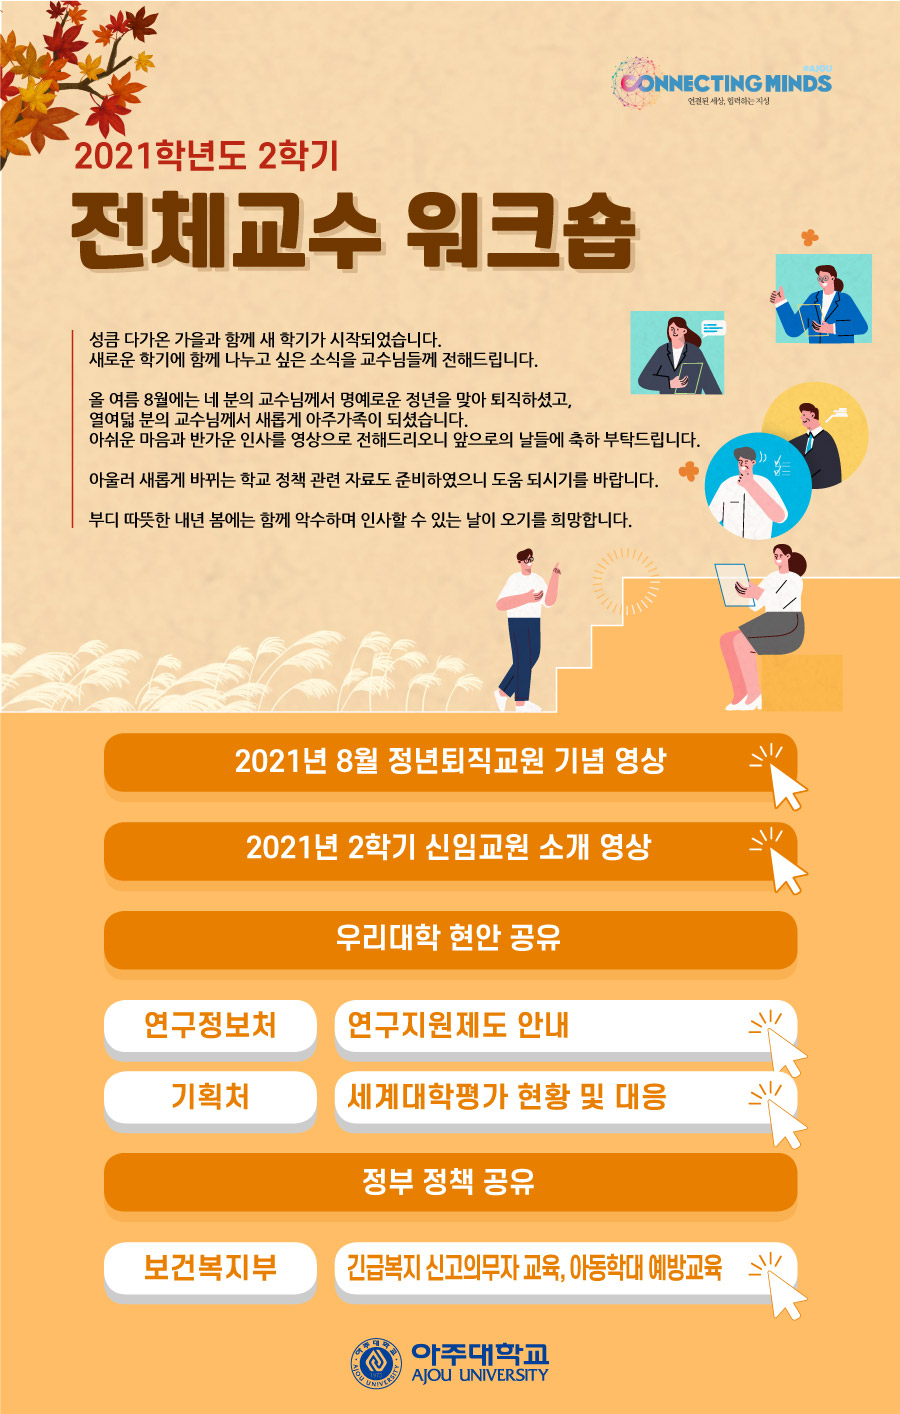 @AJOU
CONNECTING MINDS
연결된 세상, 협력하는 지성
2021학년도 2학기
전체교수 워크숍
성큼 다가온 가을과 함께 새 학기가 시작되었습니다.
새로운 학기에 함께 나누고 싶은 소식을 교수님들께 전해드립니다.
올 여름 8월에는 네 분의 교수님께서 명예로운 정년을 맞아 퇴직하셨고,
열여덟 분의 교수님께서 새롭게 아주가족이 되셨습니다.
아쉬운 마음과 반가운 인사를 영상으로 전해드리오니 앞으로의 날들에 축하 부탁드립니다.
아울러 새롭게 바뀌는 학교 정책 관련 자료도 준비하였으니 도움 되시기를 바랍니다.
부디 따뜻한 내년 봄에는 함께 악수하며 인사할 수 있는 날이 오기를 희망합니다.
2021년 8월 정년퇴직교원 기념 영상
2021년 2학기 신임교원 소개 영상
우리대학 현안 공유
연구정보처 연구지원제도 안내
기획처 세계대학평가 현황 및 대응
정부 정책 공유
보건복지부 긴급복지 신고의무자 교육, 아동학대 예방교육
아주대학교
AJOU UNIVERSITY
1973
아주대학교
AJOU UNIVERSITY